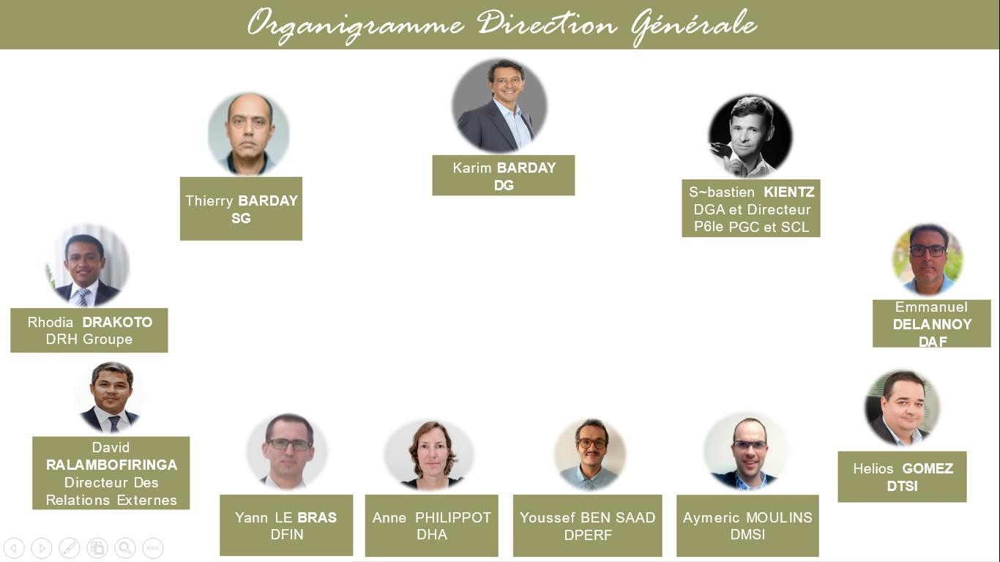 Organigramme Direction Générale
Karim BARDAY
DG
Thierry BARDAY
SG
S~bastien KIENTZ
DGA et Directeur
P6le PGC et SCL
Rhodia DRAKOTO
DRH Groupe
Emmanuel
DELANNOY
DAF
David
RALAMBOFIRINGA
Directeur Des
Relations Externes
Helios GOMEZ
DTSI
Yann LE BRAS
DFIN
Anne PHILIPPOT
DHA
Youssef BEN SAAD
DPERF
Aymeric MOULINS
DMSI